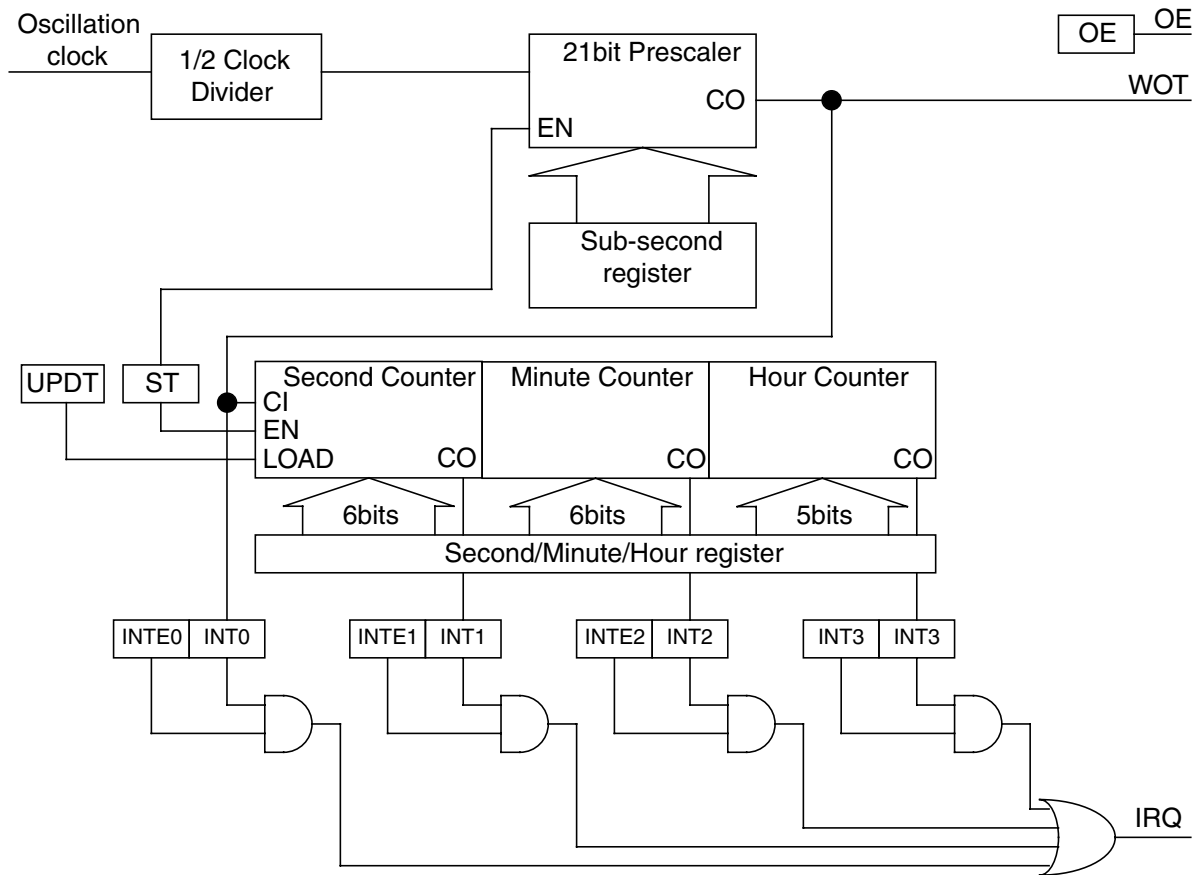 Oscillation
clock
1/2 Clock
Divider
21bit Prescaler
CO
EN
OE
OE
WOT
Sub-second
register
UPDT
ST
Second Counter
Minute Counter
Hour Counter
CI
EN
LOAD
CO
CO
CO
6bits
6bits
5bits
Second/Minute/Hour register
INTE0
INT0
INTE1
INT1
INTE2
INT2
INT3
INT3
IRQ